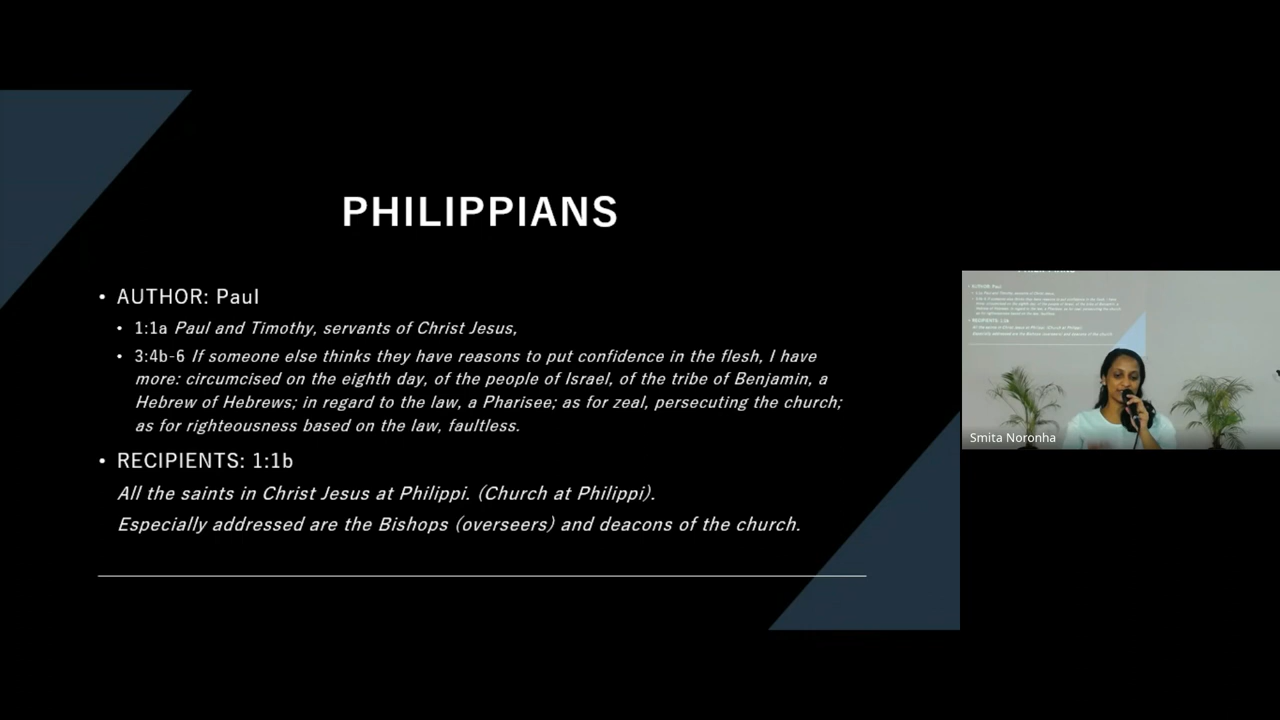 PHILIPPIANS
• AUTHOR: Paul
• 1:1a Paul and Timothy, servants of Christ Jesus,
• 3:4b-6 If someone else thinks they have reasons to put confidence in the flesh, I have
more: circumcised on the eighth day, of the people of Israel, of the tribe of Benjamin, a
Hebrew of Hebrews; in regard to the law, a Pharisee; as for zeal, persecuting the church;
as for righteousness based on the law, faultless.
• RECIPIENTS: 1:1b
All the saints in Christ Jesus at Philippi. (Church at Philippi).
Especially addressed are the Bishops (overseers) and deacons of the church.
Smita Noronha